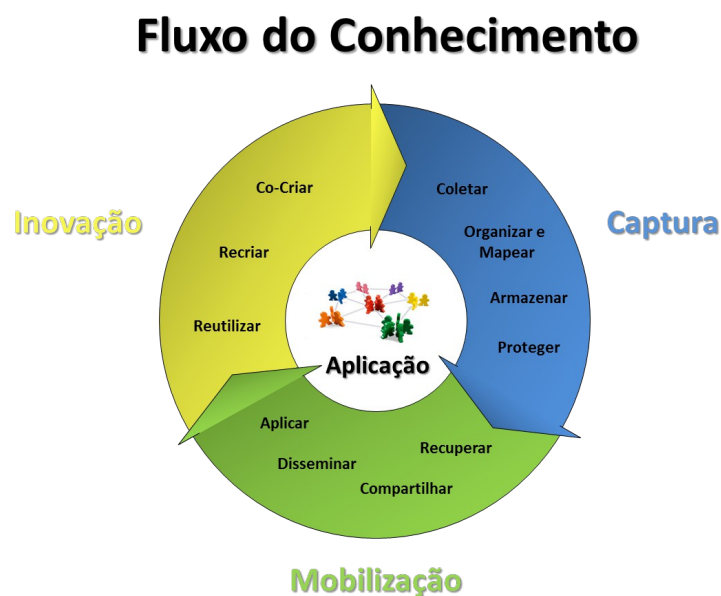 Fluxo do Conhecimento
Inovação
Co-Criar
Recriar
Reutilizar
Captura
Coletar
Organizar e
Mapear
Armazenar
Proteger
Aplicação
Aplicar
Disseminar
Compartilhar
Recuperar
Mobilização